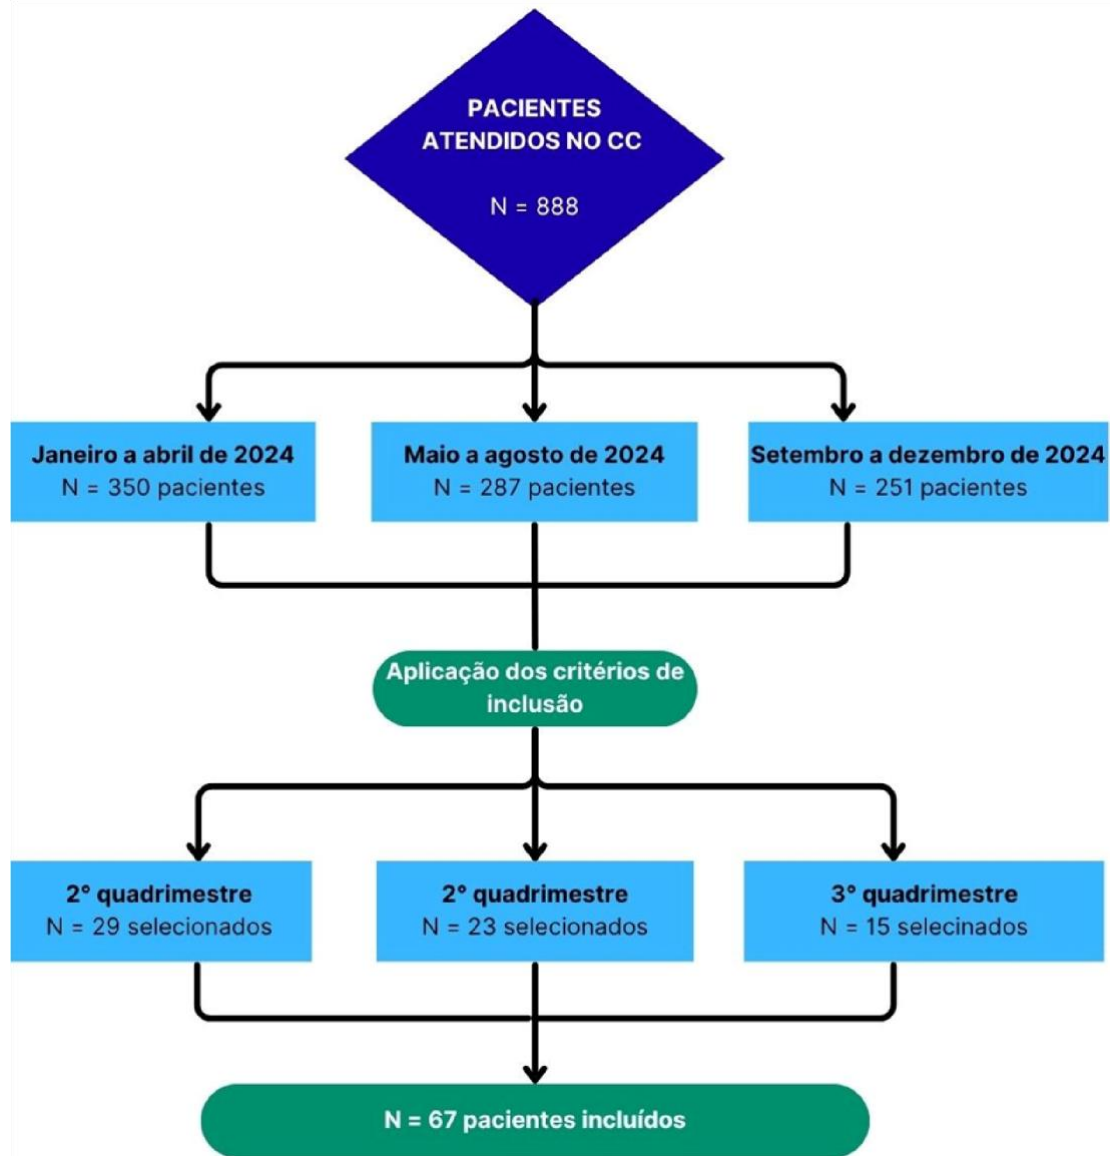 PACIENTES
ATENDIDOS NO CC
N = 888
Janeiro a abril de 2024
N = 350 pacientes
Maio a agosto de 2024
N = 287 pacientes
Setembro a dezembro de 2024
N = 251 pacientes
Aplicação dos critérios de
inclusão
2° quadrimestre
N = 29 selecionados
2° quadrimestre
N = 23 selecionados
3° quadrimestre
N = 15 selecinados
N = 67 pacientes incluídos